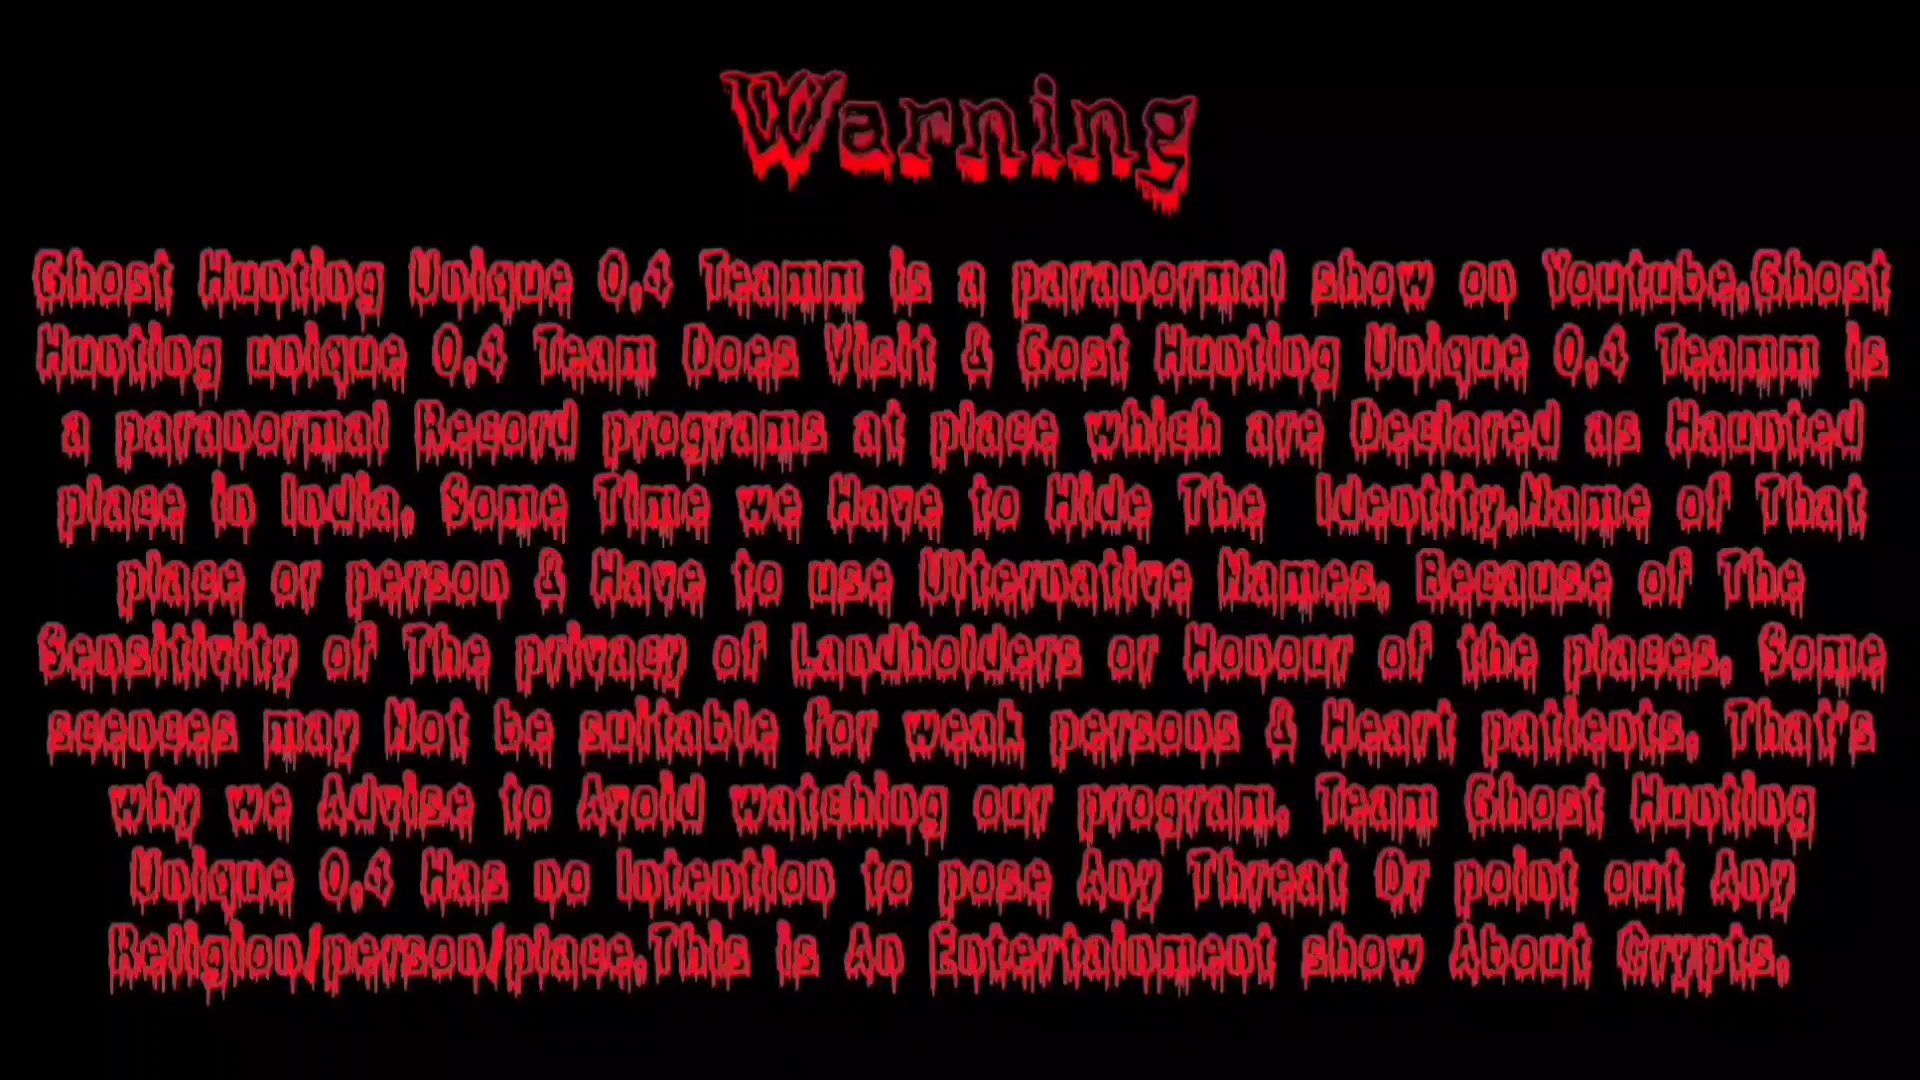 Warning
Ghost Hunting Unique 0.4 Teamm is a paranormal show on Youtube.Ghost
Hunting unique 0.4 Team Does Visit & Gost Hunting Unique 0.4 Teamm is
a paranormal Record programs at place which are Declared as Haunted
place in India. Some Time we Have to Hide The Identity,Name of That
place or person & Have to use Ulternative Names. Because of The
Sensitivity of The privacy of Landholders or Honour of the places. Some
scences may Not be suitable for weak persons & Heart patients. That's
why we Advise to Avoid watching our program. Team Ghost Hunting
Unique 0.4 Has no Intention to pose Any Threat Or point out Any
Religion/person/place.This is An Entertainment show About Crypts.